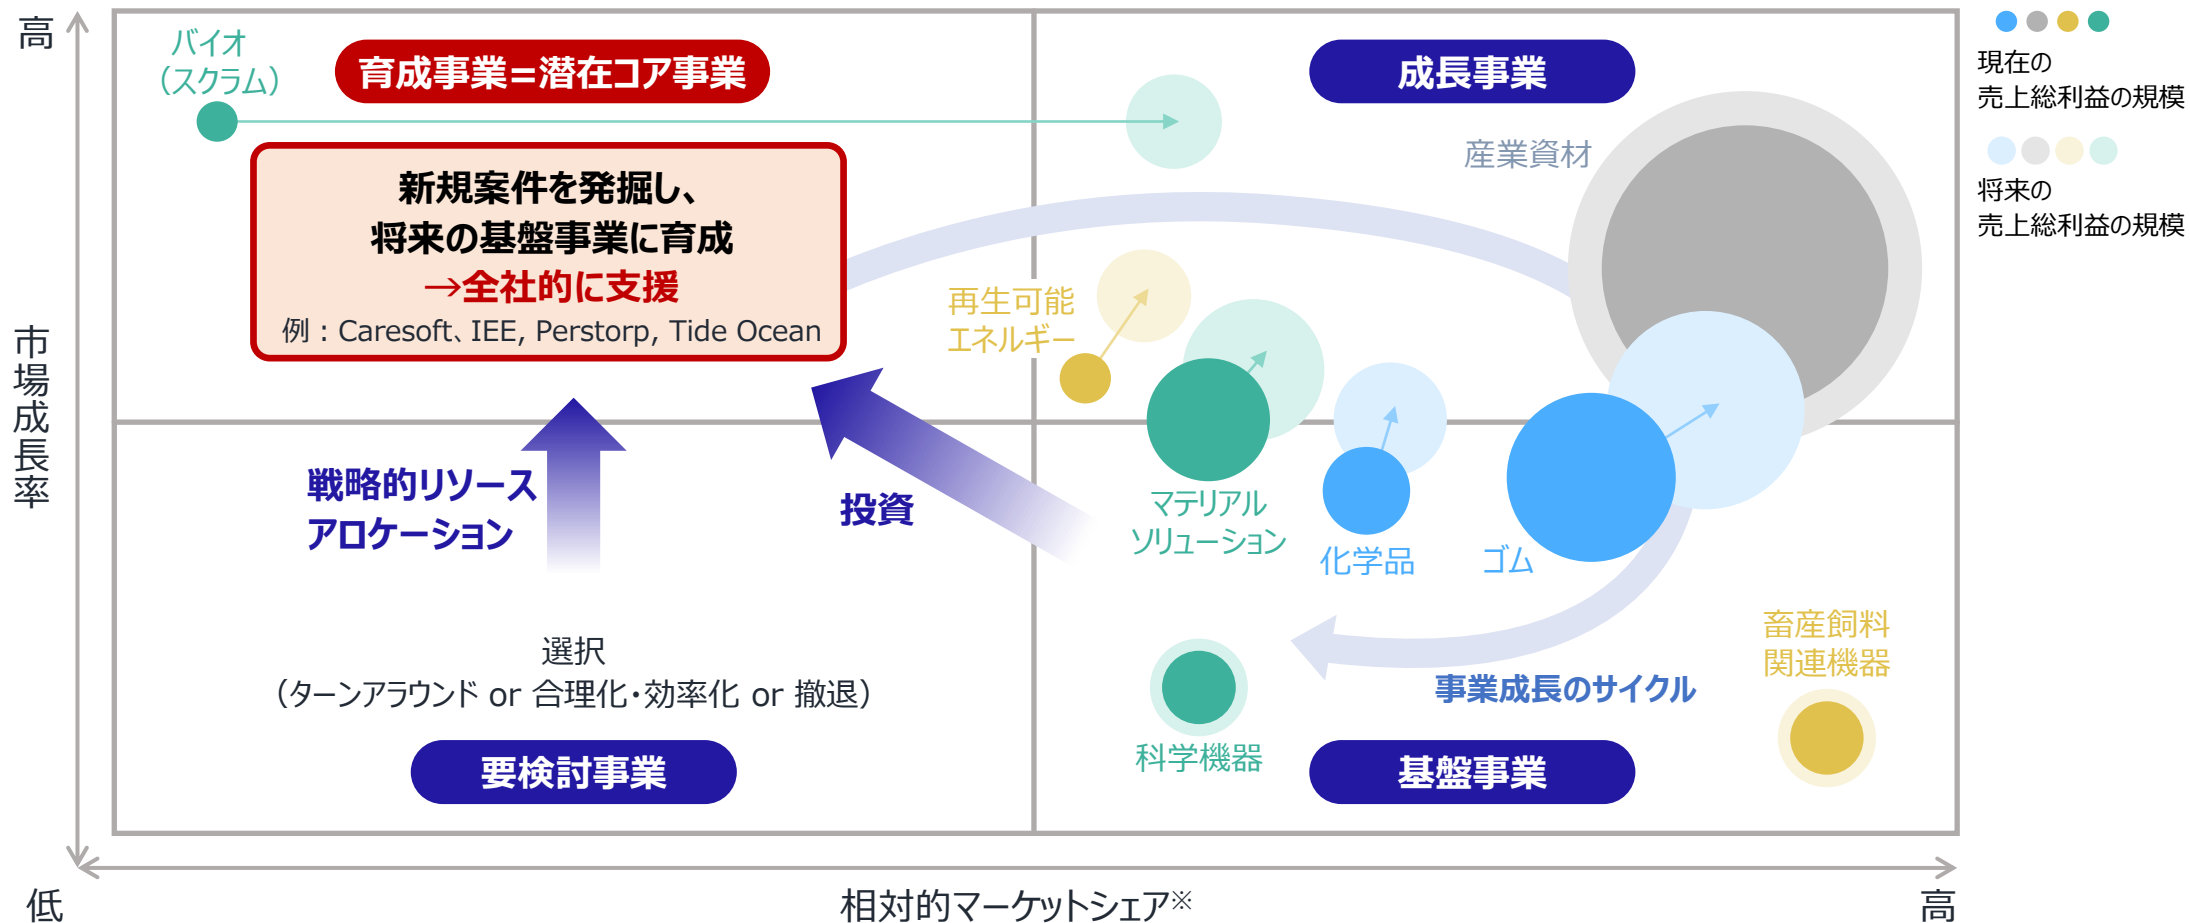 高
市場成長率
低
バイオ
（スクラム）
育成事業=潜在コア事業
新規案件を発掘し、
将来の基盤事業に育成
→全社的に支援
例：Caresoft、IEE, Perstorp, Tide Ocean
成長事業
産業資材
再生可能
エネルギー
マテリアル
ソリューション
化学品
ゴム
戦略的リソース
アロケーション
投資
選択
（ターンアラウンド or 合理化・効率化 or 撤退）
要検討事業
科学機器
事業成長のサイクル
基盤事業
畜産飼料
関連機器
相対的マーケットシェア※
高
現在の
売上総利益の規模
将来の
売上総利益の規模